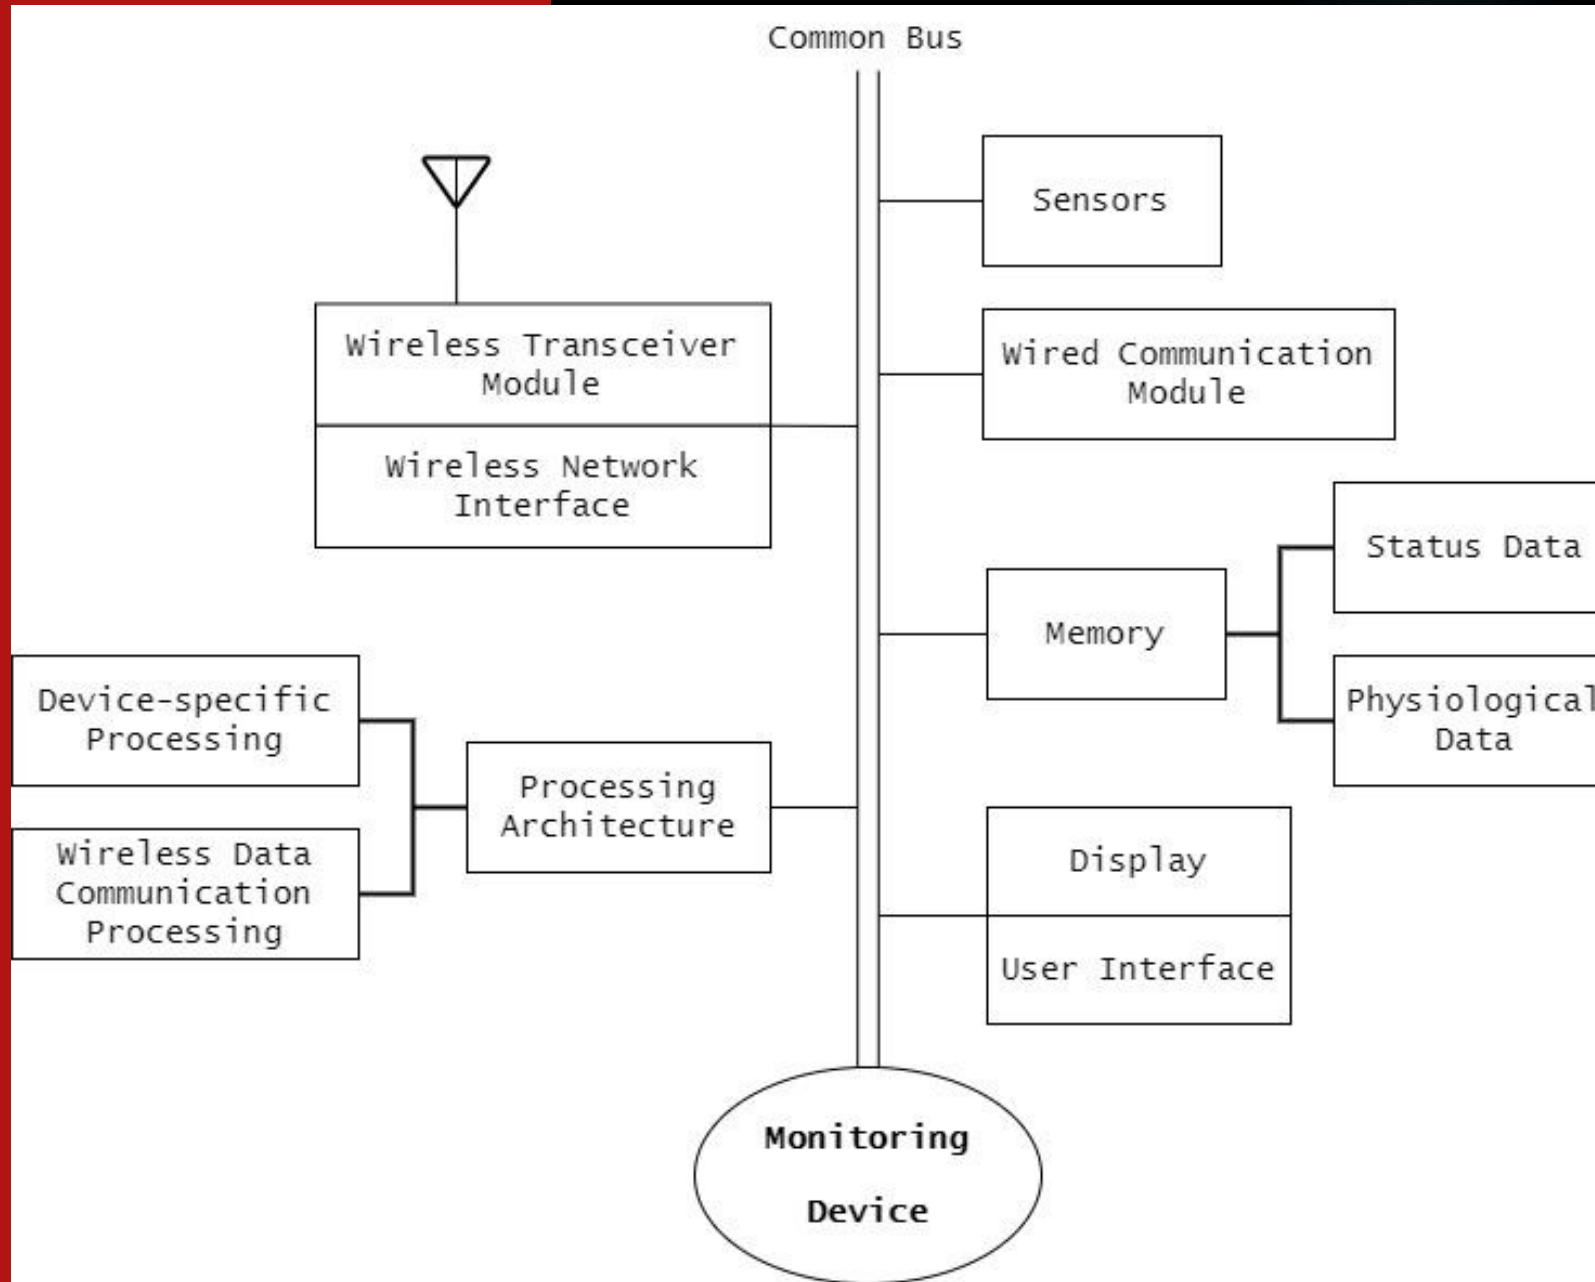 Common Bus
Sensors
Wireless Transceiver
Module
Wireless Network
Interface
Wired Communication
Module
Status Data
Memory
Physiological
Data
Device-specific
Processing
Processing
Architecture
Wireless Data
Communication
Processing
Display
User Interface
Monitoring
Device